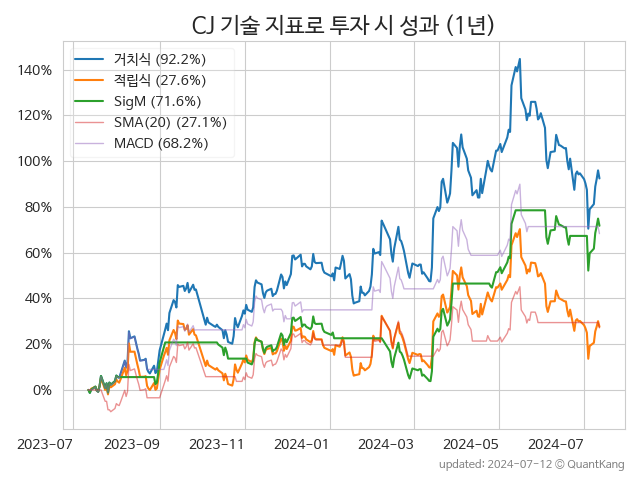 CJ 기술 지표로 투자 시 성과 (1년)
거치식 (92.2%)
적립식 (27.6%)
SigM (71.6%)
SMA(20) (27.1%)
MACD (68.2%)
140%
120%
100%
80%
60%
40%
20%
0%
2023-07 2023-09 2023-11 2024-01 2024-03 2024-05 2024-07
updated: 2024-07-12 © QuantKang